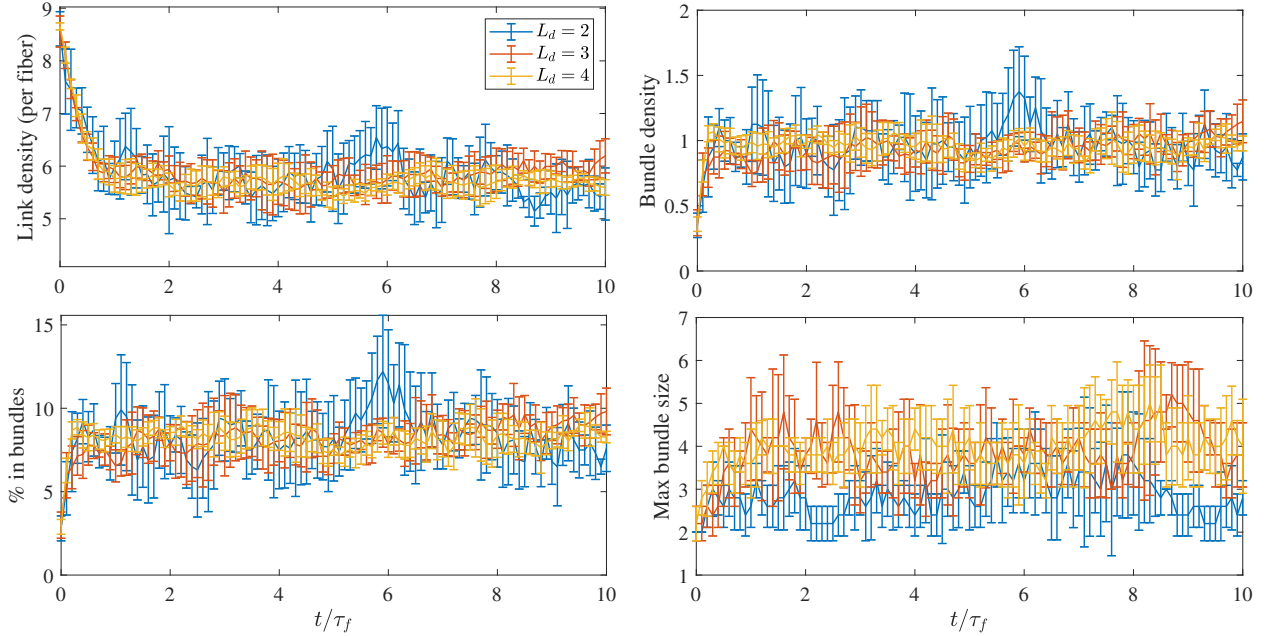 Link density (per fiber)
9
8
7
6
5
0 2 4 6 8 10
L_d = 2
L_d = 3
L_d = 4
Bundle density
2
1.5
1
0.5
0
0 2 4 6 8 10
% in bundles
15
10
5
0
0 2 4 6 8 10
t/τ_f
Max bundle size
7
6
5
4
3
2
1
0 2 4 6 8 10
t/τ_f